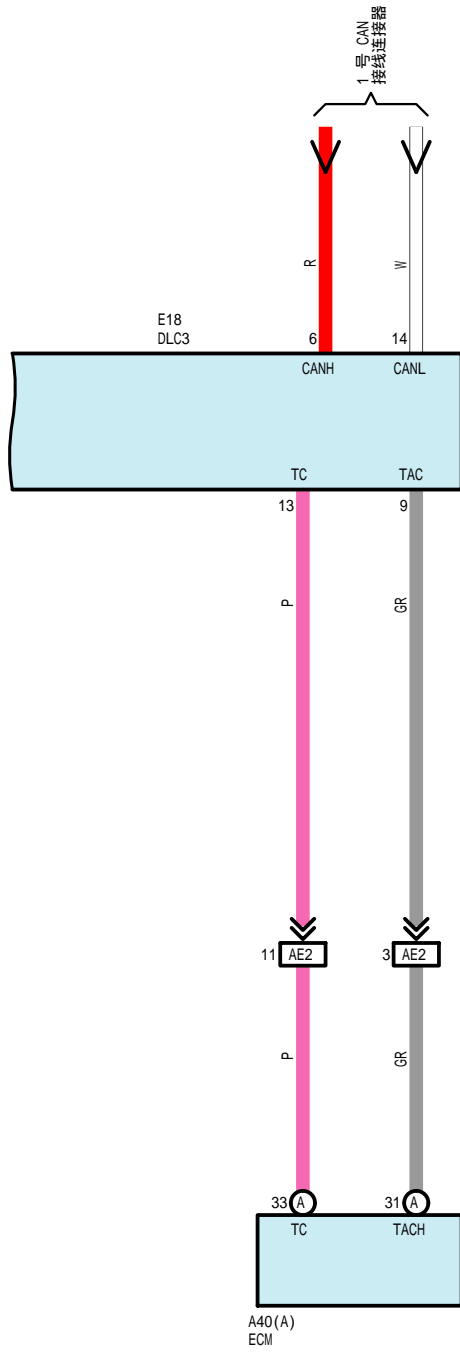 1 号 CAN
接线连接器
R
W
E18
DLC3
6
14
CANH
CANL
TC
TAC
13
9
P
GR
11
AE2
3
AE2
P
GR
33
A
31
A
TC
TACH
A40(A)
ECM